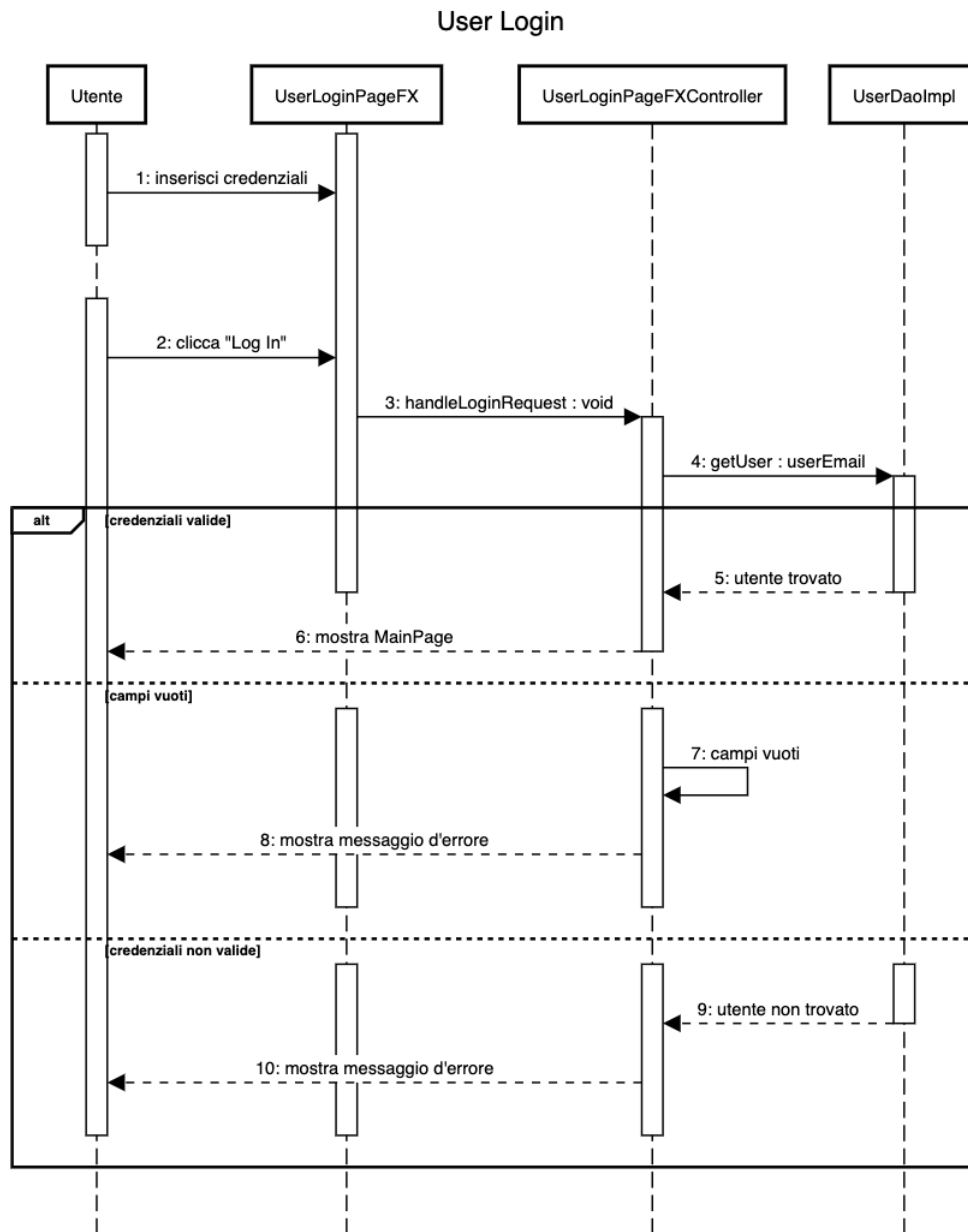 User Login
Utente
UserLoginPageFX
UserLoginPageFXController
UserDaoImpl
1: inserisci credenziali
2: clicca "Log In"
3: handleLoginRequest : void
4: getUser : userEmail
alt
[credenziali valide]
5: utente trovato
6: mostra MainPage
[campi vuoti]
7: campi vuoti
8: mostra messaggio d'errore
[credenziali non valide]
9: utente non trovato
10: mostra messaggio d'errore